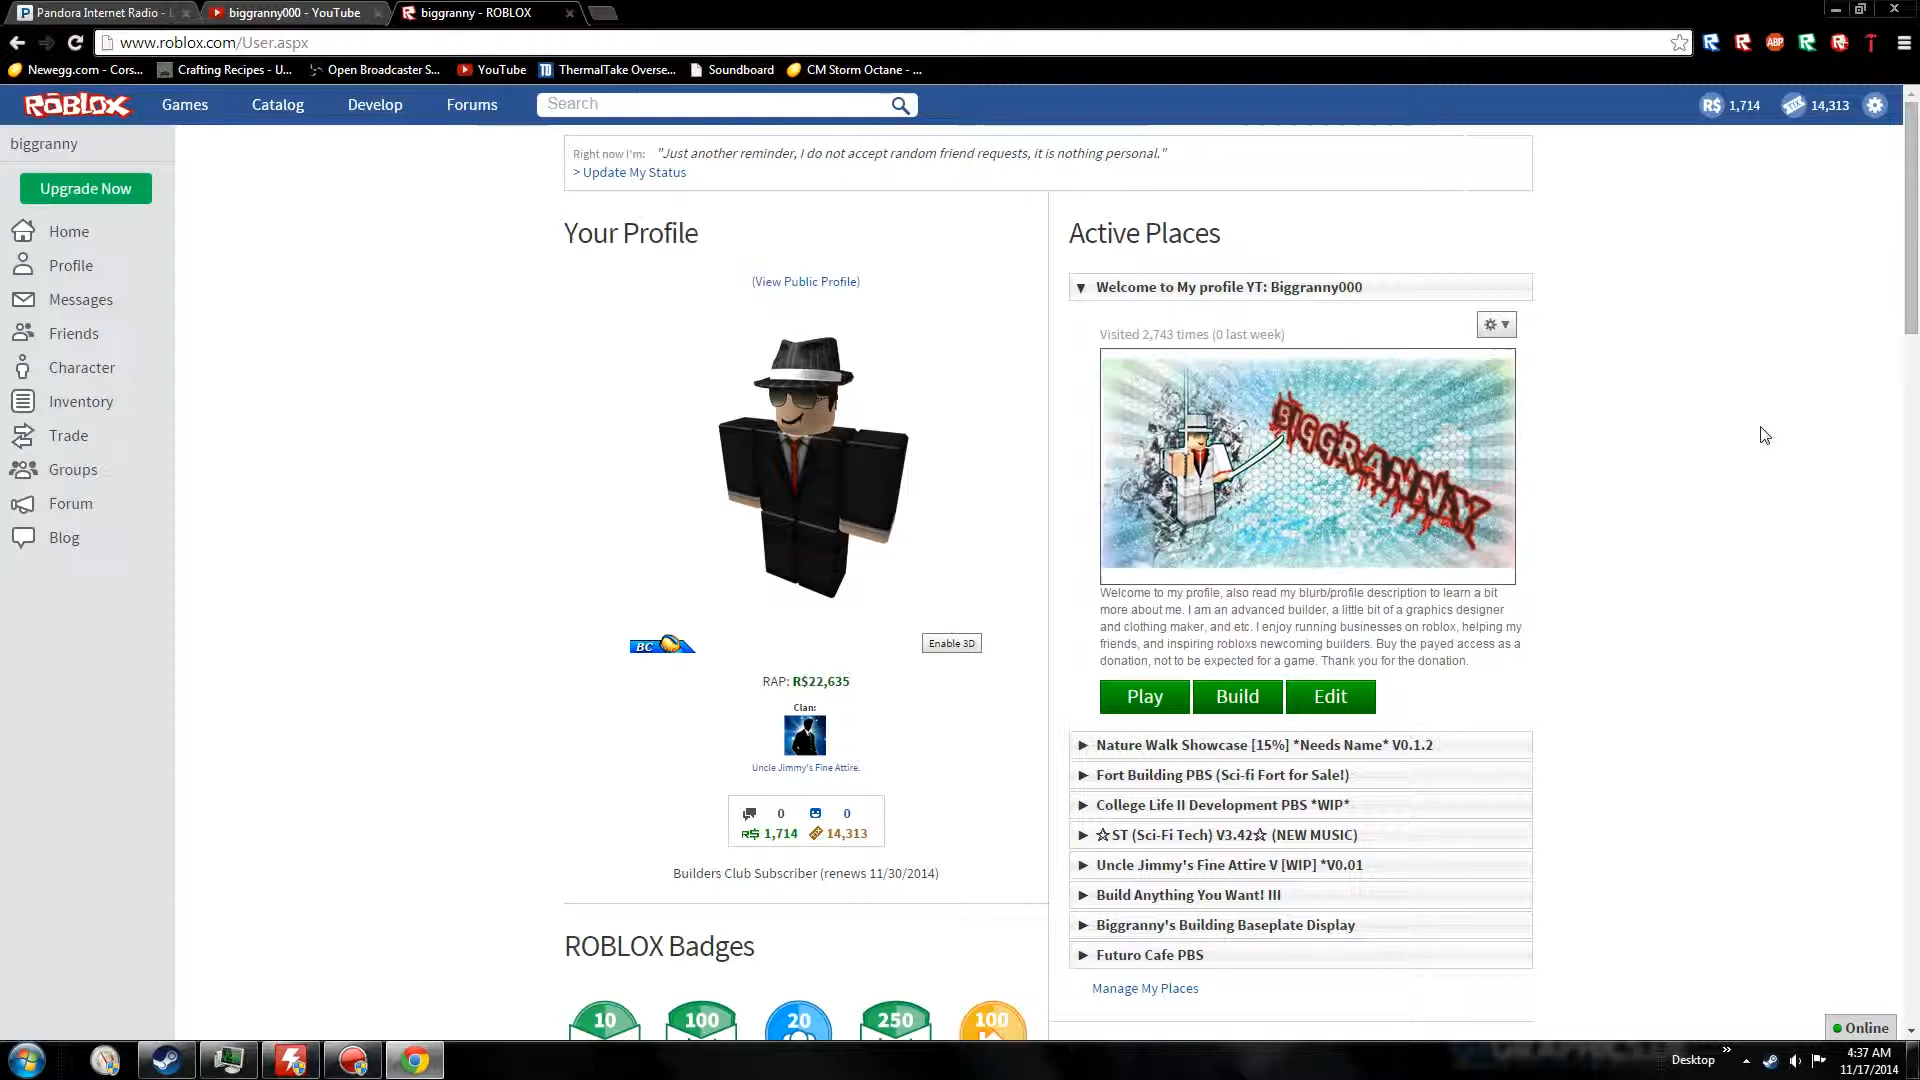 Pandora Internet Radio - L
biggranny000 - YouTube
biggranny - ROBLOX
www.roblox.com/User.aspx
Newegg.com - Cors...
Crafting Recipes - U...
Open Broadcaster S...
YouTube
ThermalTake Overse...
Soundboard
CM Storm Octane - ...
ROBLOX
Games
Catalog
Develop
Forums
Search
R$ 1,714
14,313
biggranny
Upgrade Now
Home
Profile
Messages
Friends
Character
Inventory
Trade
Groups
Forum
Blog
Right now I'm: "Just another reminder, I do not accept random friend requests, it is nothing personal."
> Update My Status
Your Profile
(View Public Profile)
BC
Enable 3D
RAP: R$22,635
Clan:
Uncle Jimmy's Fine Attire.
0 0
R$ 1,714 14,313
Builders Club Subscriber (renews 11/30/2014)
ROBLOX Badges
10 100 20 250 100
Active Places
Welcome to My profile YT: Biggranny000
Visited 2,743 times (0 last week)
BIGGRANNY
Welcome to my profile, also read my blurb/profile description to learn a bit
more about me. I am an advanced builder, a little bit of a graphics designer
and clothing maker, and etc. I enjoy running businesses on roblox, helping my
friends, and inspiring robloxs newcoming builders. Buy the payed access as a
donation, not to be expected for a game. Thank you for the donation.
Play Build Edit
Nature Walk Showcase [15%] *Needs Name* V0.1.2
Fort Building PBS (Sci-fi Fort for Sale!)
College Life II Development PBS *WIP*
☆ST (Sci-Fi Tech) V3.42☆ (NEW MUSIC)
Uncle Jimmy's Fine Attire V [WIP] *V0.01
Build Anything You Want! III
Biggranny's Building Baseplate Display
Futuro Cafe PBS
Manage My Places
Online
Desktop
4:37 AM
11/17/2014